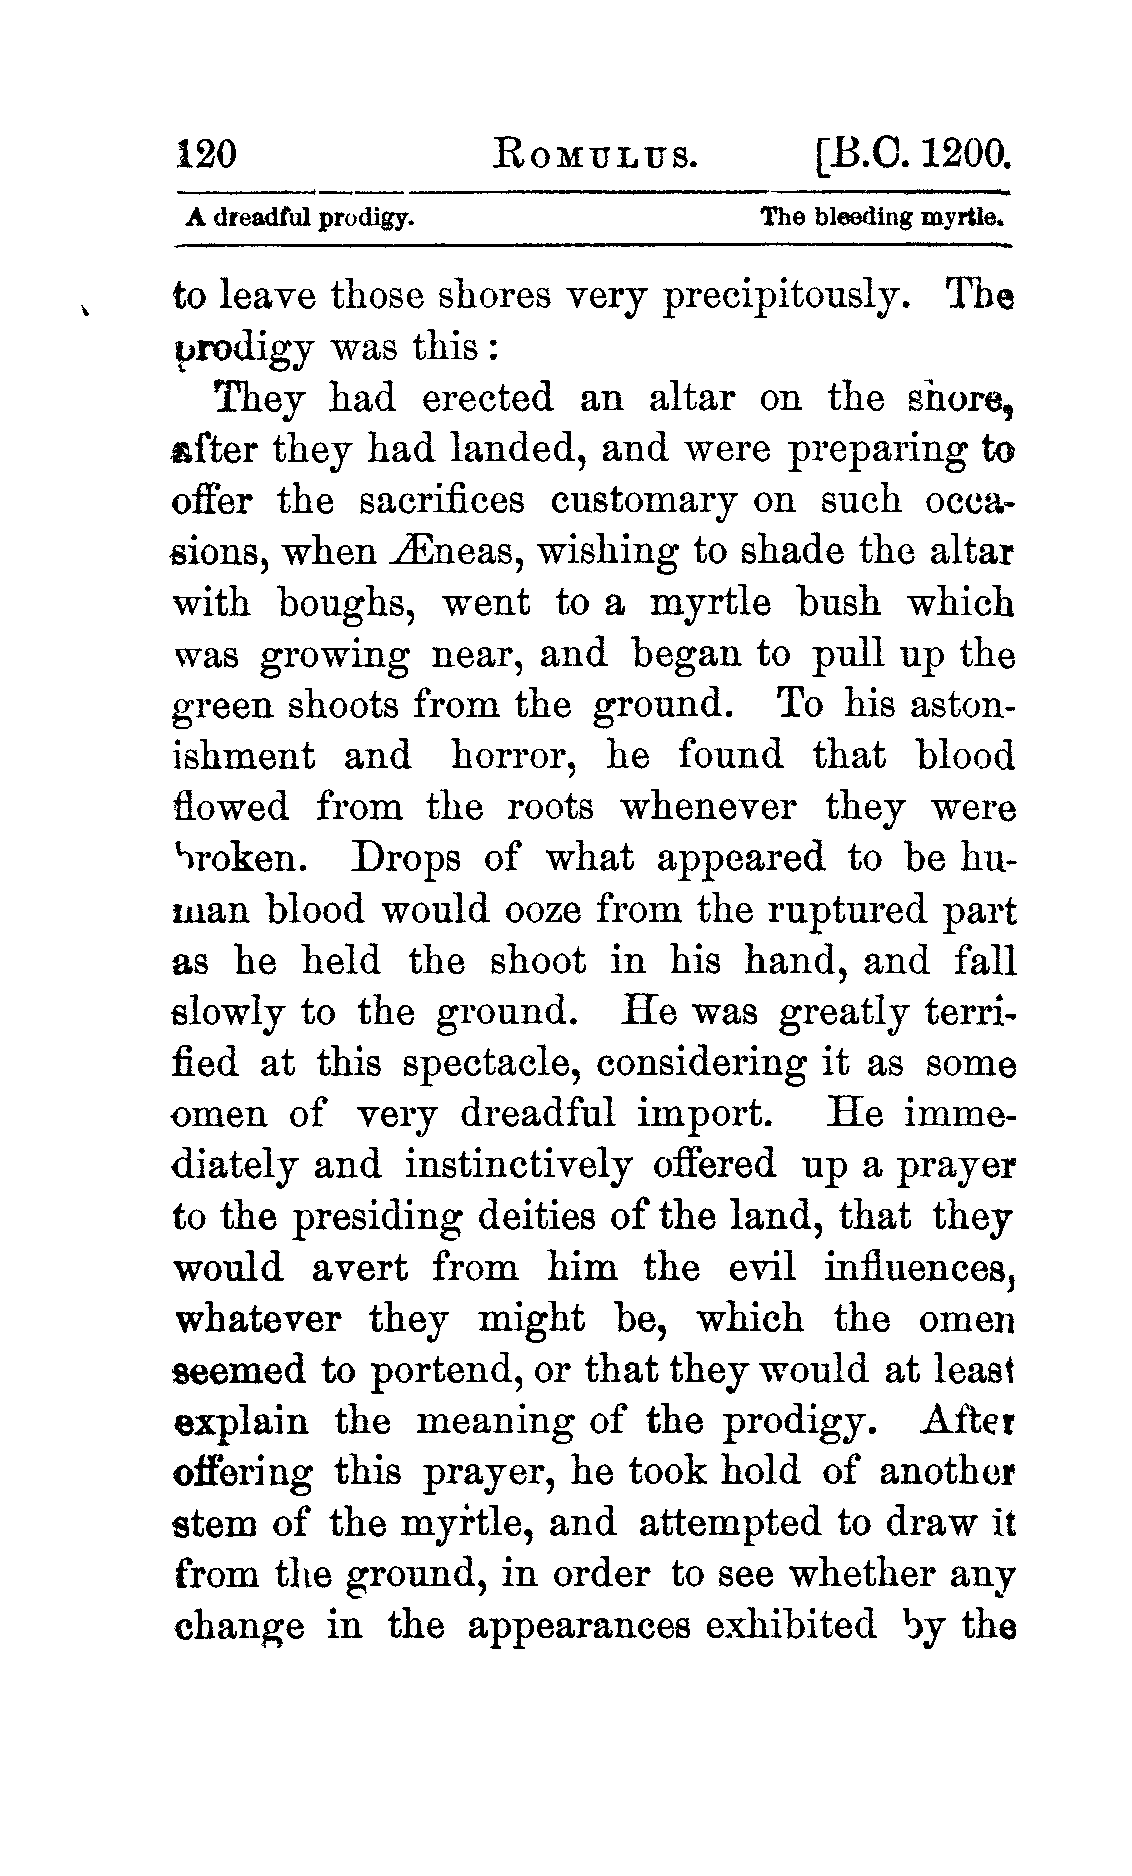 120 ROMULUS. [B.C. 1200.
A dreadful prodigy. The bleeding myrtle.
to leave those shores very precipitously. The
prodigy was this :
They had erected an altar on the shore,
after they had landed, and were preparing to
offer the sacrifices customary on such occa-
sions, when Æneas, wishing to shade the altar
with boughs, went to a myrtle bush which
was growing near, and began to pull up the
green shoots from the ground. To his aston-
ishment and horror, he found that blood
flowed from the roots whenever they were
broken. Drops of what appeared to be hu-
man blood would ooze from the ruptured part
as he held the shoot in his hand, and fall
slowly to the ground. He was greatly terri-
fied at this spectacle, considering it as some
omen of very dreadful import. He imme-
diately and instinctively offered up a prayer
to the presiding deities of the land, that they
would avert from him the evil influences,
whatever they might be, which the omen
seemed to portend, or that they would at least
explain the meaning of the prodigy. After
offering this prayer, he took hold of another
stem of the myrtle, and attempted to draw it
from the ground, in order to see whether any
change in the appearances exhibited by the